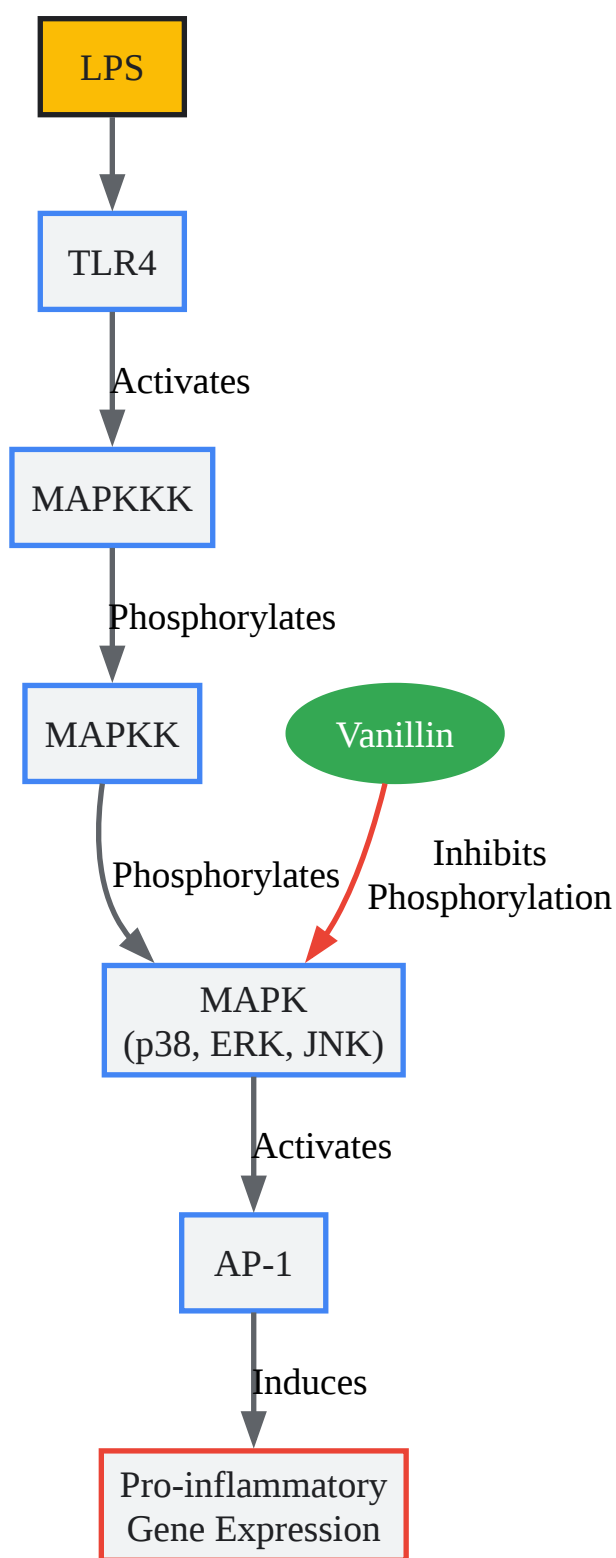 LPS
TLR4
Activates
MAPKKK
Phosphorylates
MAPKK
Vanillin
Phosphorylates
Inhibits
Phosphorylation
MAPK
(p38, ERK, JNK)
Activates
AP-1
Induces
Pro-inflammatory
Gene Expression